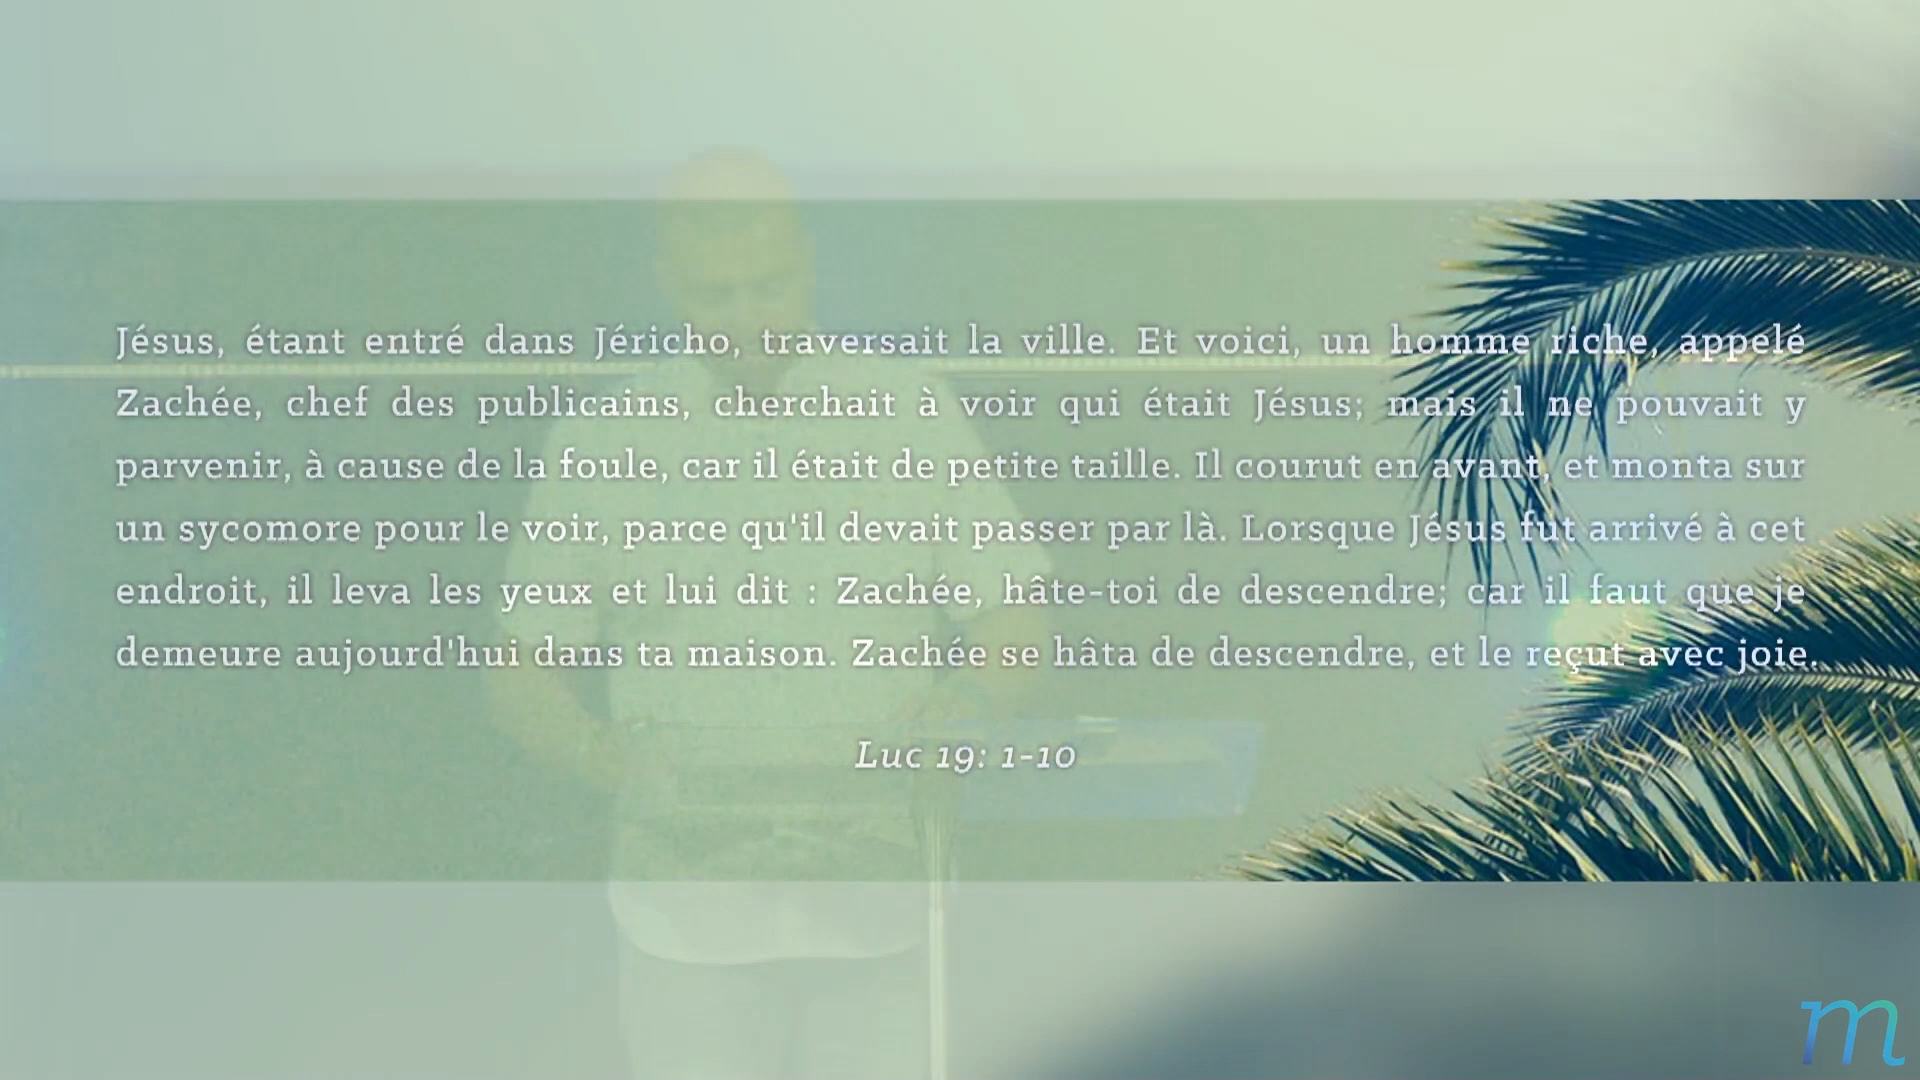 Jésus, étant entré dans Jéricho, traversait la ville. Et voici, un homme riche, appelé
Zachée, chef des publicains, cherchait à voir qui était Jésus; mais il ne pouvait y
parvenir, à cause de la foule, car il était de petite taille. Il courut en avant, et monta sur
un sycomore pour le voir, parce qu'il devait passer par là. Lorsque Jésus fut arrivé à cet
endroit, il leva les yeux et lui dit : Zachée, hâte-toi de descendre; car il faut que je
demeure aujourd'hui dans ta maison. Zachée se hâta de descendre, et le reçut avec joie.
Luc 19: 1-10
m